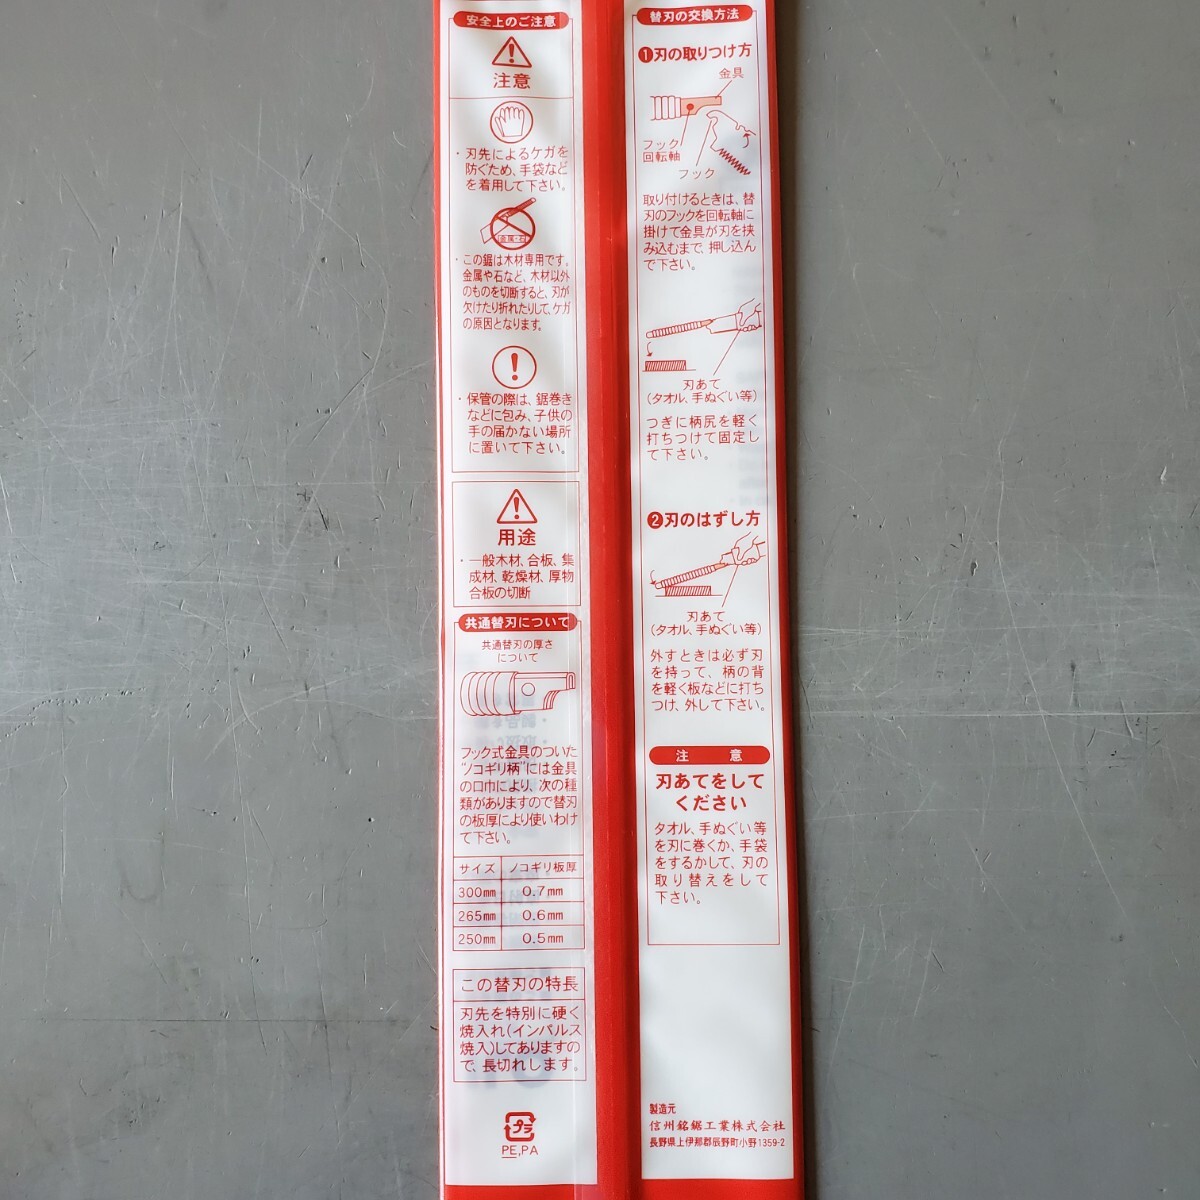 安全上のご注意
注意
・刃先によるケガを
防ぐため、手袋など
を着用して下さい。
金属・石
・この鋸は木材専用です。
金属や石など、木材以外
のものを切断すると、刃が
欠けたり折れたりして、ケガ
の原因となります。
・保管の際は、鋸巻き
などに包み、子供の
手の届かない場所
に置いて下さい。
用途
・一般木材、合板、集
成材、乾燥材、厚物
合板の切断
共通替刃について
共通替刃の厚さ
について
フック式金具のついた
"ノコギリ柄"には金具
の口巾により、次の種
類がありますので替刃
の板厚により使いわけ
て下さい。
サイズ ノコギリ板厚
300mm 0.7mm
265mm 0.6mm
250mm 0.5mm
この替刃の特長
刃先を特別に硬く
焼入れ(インパルス
焼入)してありますの
で、長切れします。
プラ
PE,PA
替刃の交換方法
❶刃の取りつけ方
金具
フック
回転軸
フック
取り付けるときは、替
刃のフックを回転軸に
掛けて金具が刃を挟
み込むまで、押し込ん
で下さい。
刃あて
(タオル、手ぬぐい等)
つぎに柄尻を軽く
打ちつけて固定し
て下さい。
❷刃のはずし方
刃あて
(タオル、手ぬぐい等)
外すときは必ず刃
を持って、柄の背
を軽く板などに打ち
つけ、外して下さい。
注意
刃あてをして
ください
タオル、手ぬぐい等
を刃に巻くか、手袋
をするかして、刃の
取り替えをして
下さい。
製造元
信州銘鋸工業株式会社
長野県上伊那郡辰野町小野1359-2